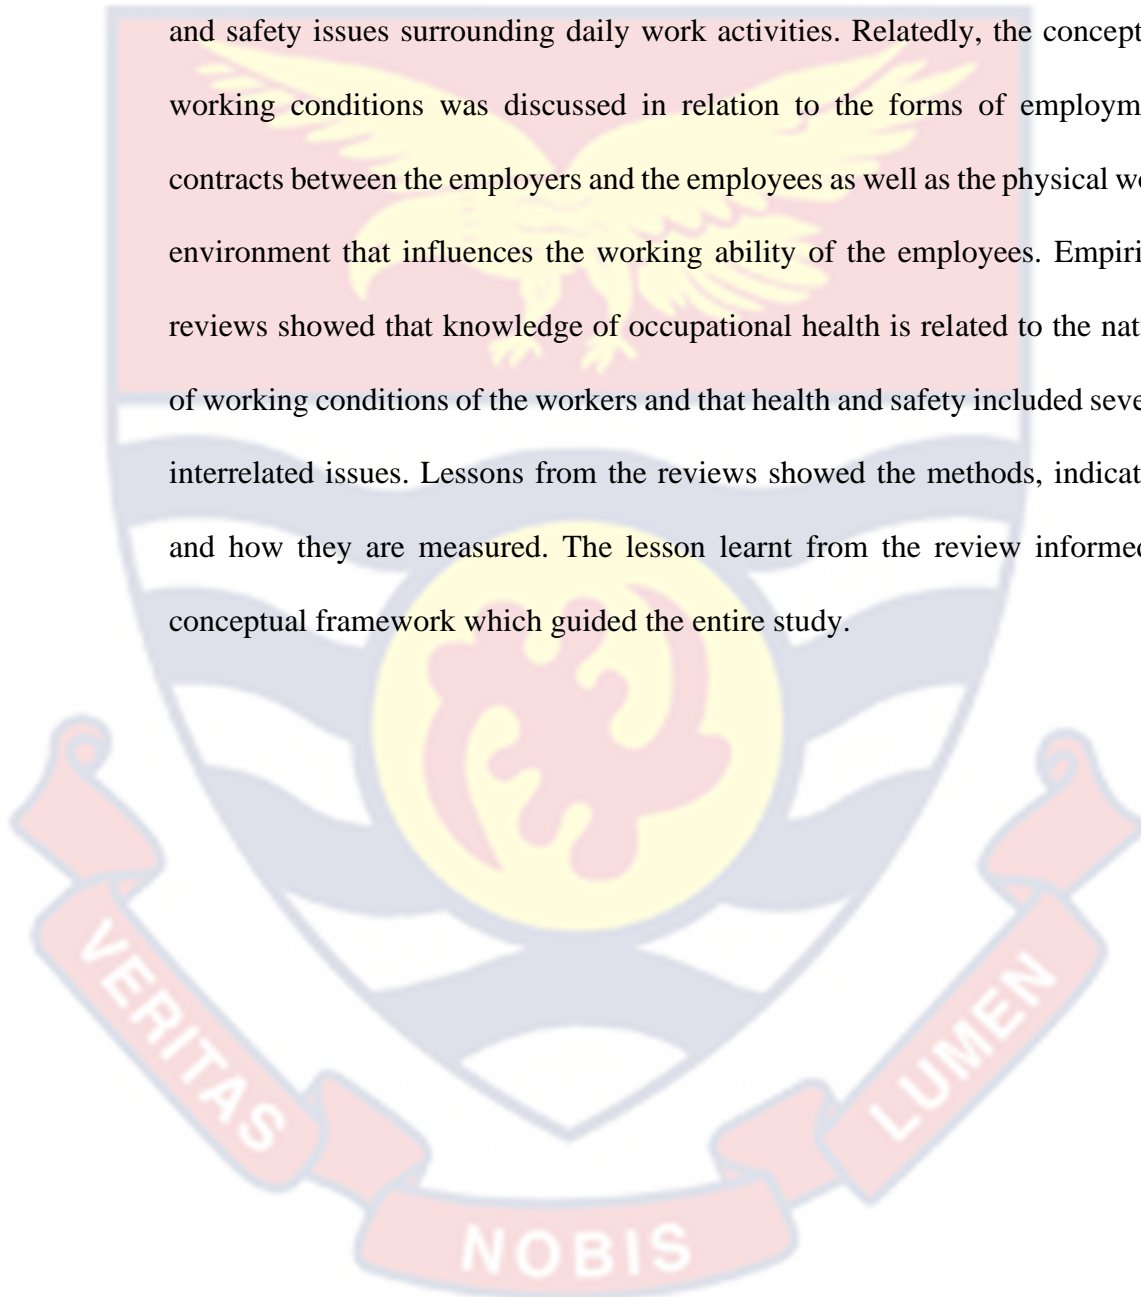 and safety issues surrounding daily work activities. Relatedly, the concept
working conditions was discussed in relation to the forms of
contracts between the employers and the employees as well as the physical
environment that influences the working ability of the employees.
reviews showed that knowledge of occupational health is related to the
of working conditions of the workers and that health and safety included
interrelated issues. Lessons from the reviews showed the methods,
and how they are measured. The lesson learnt from the review informed
conceptual framework which guided the entire study.
VERITAS
NOBIS
LUMEN